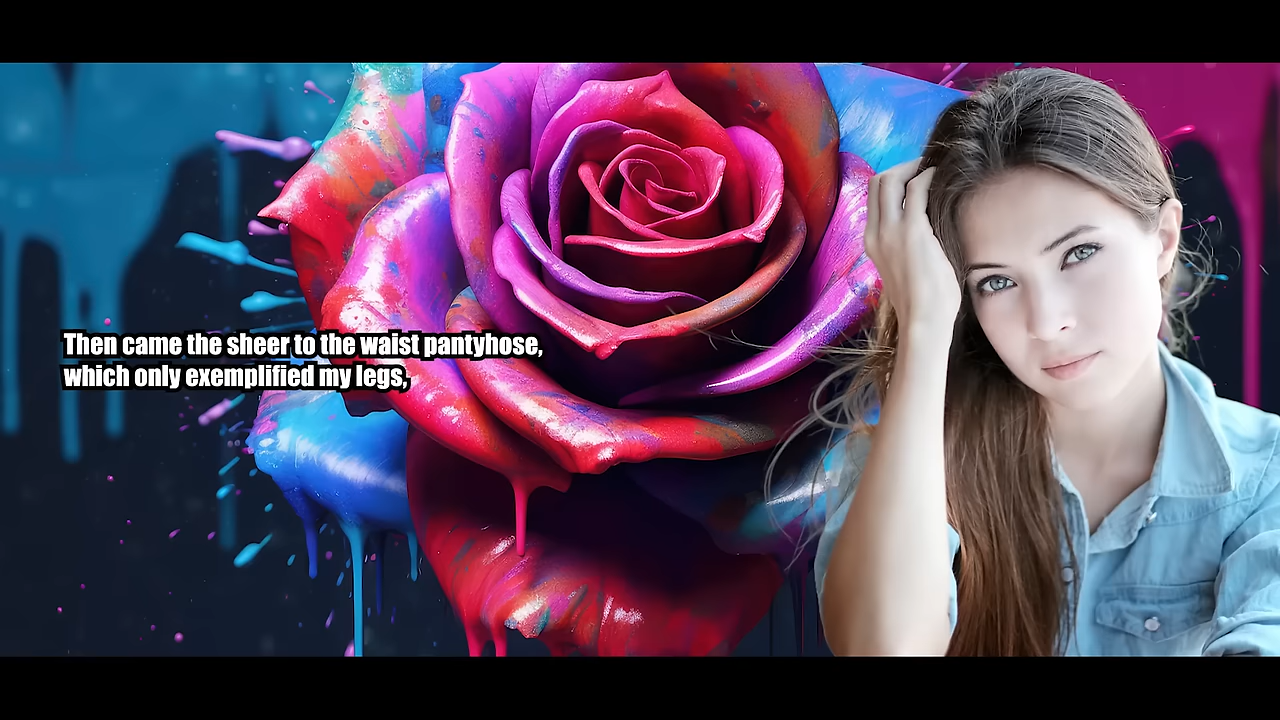 Then came the sheer to the waist pantyhose,
which only exemplified my legs,